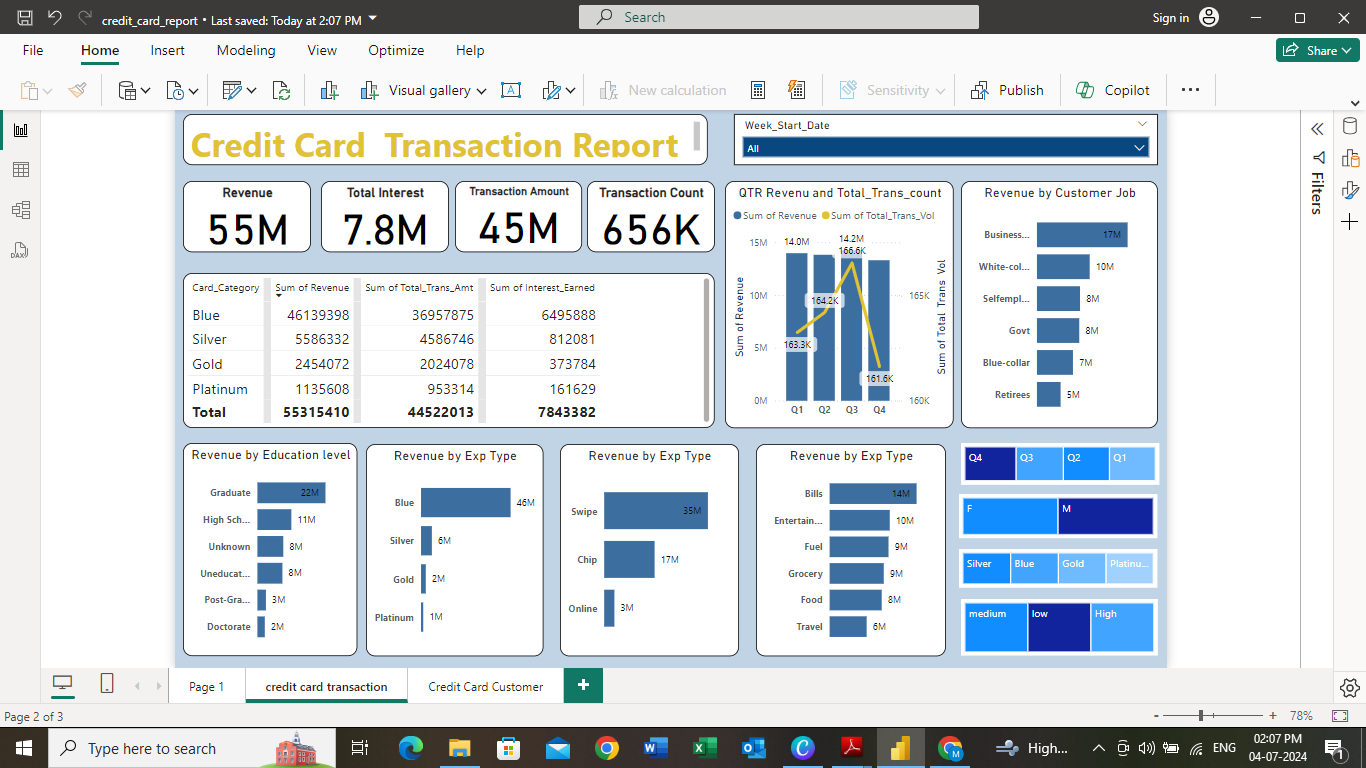 credit_card_report • Last saved: Today at 2:07 PM
Search
Sign in
File Home Insert Modeling View Optimize Help
Share
Visual gallery
New calculation
Sensitivity
Publish
Copilot
Credit Card Transaction Report
Week_Start_Date
All
Filters
Revenue
55M
Total Interest
7.8M
Transaction Amount
45M
Transaction Count
656K
QTR Revenu and Total_Trans_count
Sum of Revenue Sum of Total_Trans_Vol
15M 14.0M 14.2M
166.6K
Sum of Revenue
Sum of Total Trans Vol
10M 164.2K 165K
5M 163.3K
161.6K
0M 160K
Q1 Q2 Q3 Q4
Revenue by Customer Job
Business... 17M
White-col... 10M
Selfempl... 8M
Govt 8M
Blue-collar 7M
Retirees 5M
Card_Category Sum of Revenue Sum of Total_Trans_Amt Sum of Interest_Earned
Blue 46139398 36957875 6495888
Silver 5586332 4586746 812081
Gold 2454072 2024078 373784
Platinum 1135608 953314 161629
Total 55315410 44522013 7843382
Revenue by Education level
Graduate 22M
High Sch... 11M
Unknown 8M
Uneducat... 8M
Post-Gra... 3M
Doctorate 2M
Revenue by Exp Type
Blue 46M
Silver 6M
Gold 2M
Platinum 1M
Revenue by Exp Type
Swipe 35M
Chip 17M
Online 3M
Revenue by Exp Type
Bills 14M
Entertain... 10M
Fuel 9M
Grocery 9M
Food 8M
Travel 6M
Q4 Q3 Q2 Q1
F M
Silver Blue Gold Platinu...
medium low High
Page 1 credit card transaction Credit Card Customer +
Page 2 of 3
- + 78%
Type here to search
High...
ENG
02:07 PM
04-07-2024
1